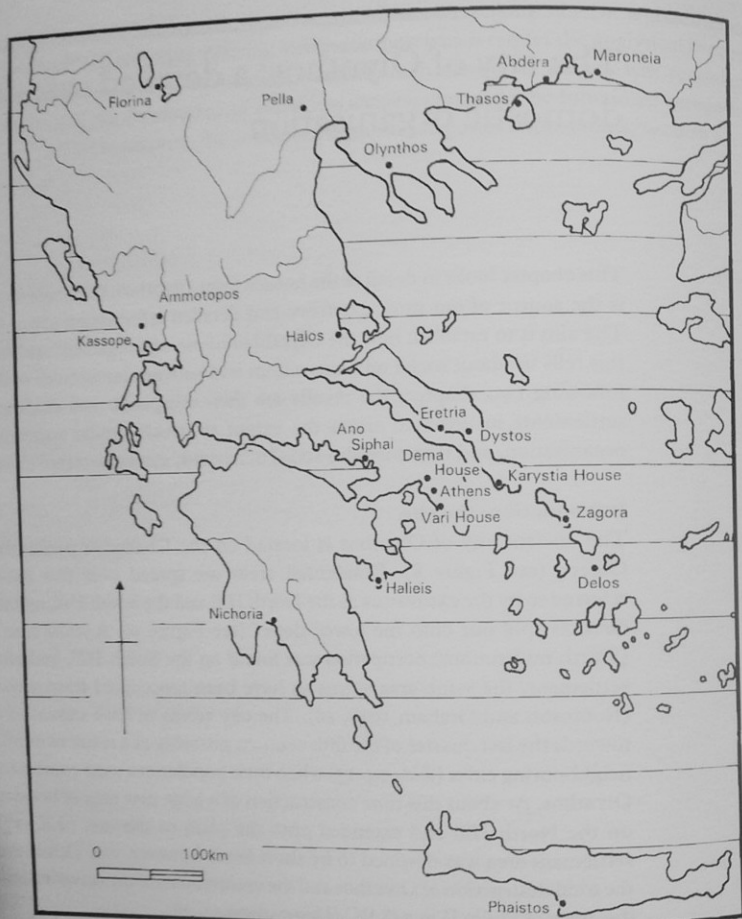 Abdera
Maroneia
Florina
Pella
Thasos
Olynthos
Ammotopos
Kassope
Halos
Eretria
Dystos
Ano
Siphai
Dema
House
Karystia House
Athens
Vari House
Zagora
Halieis
Delos
Nichoria
0 100km
Phaistos